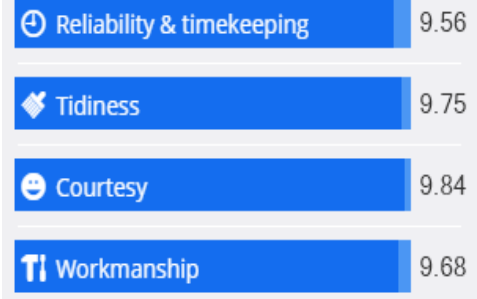 Reliability & timekeeping 9.56
Tidiness 9.75
Courtesy 9.84
Workmanship 9.68